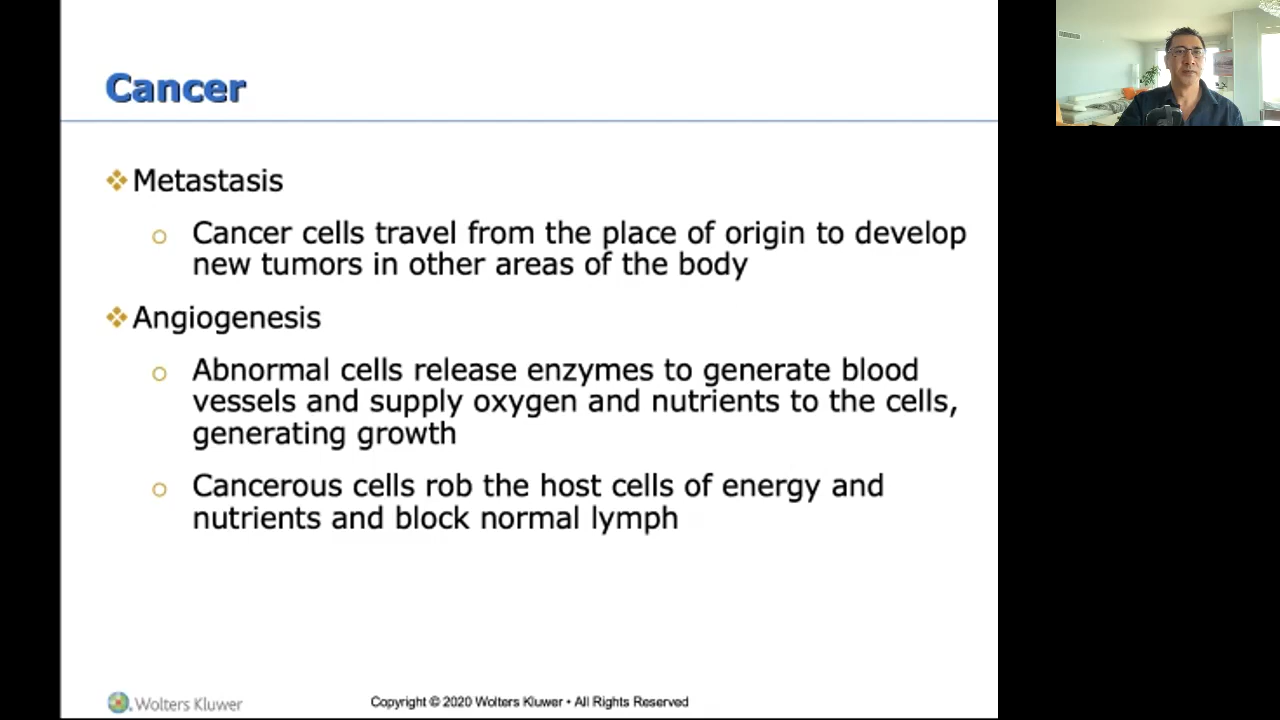 Cancer
Metastasis
Cancer cells travel from the place of origin to develop
new tumors in other areas of the body
Angiogenesis
Abnormal cells release enzymes to generate blood
vessels and supply oxygen and nutrients to the cells,
generating growth
Cancerous cells rob the host cells of energy and
nutrients and block normal lymph
Wolters Kluwer
Copyright © 2020 Wolters Kluwer • All Rights Reserved